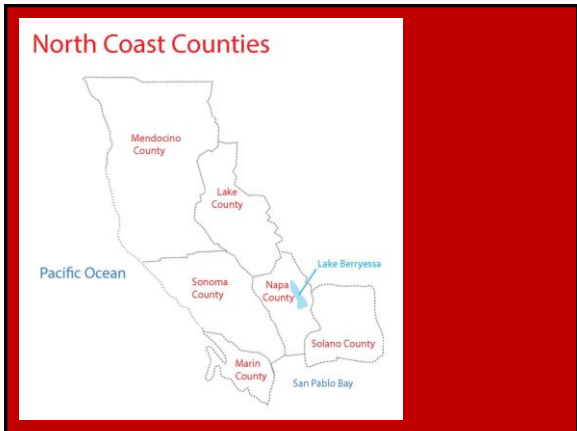 North Coast Counties
Mendocino
County
Lake
County
Lake Berryessa
Pacific Ocean
Sonoma
County
Napa
County
Solano County
Marin
County
San Pablo Bay